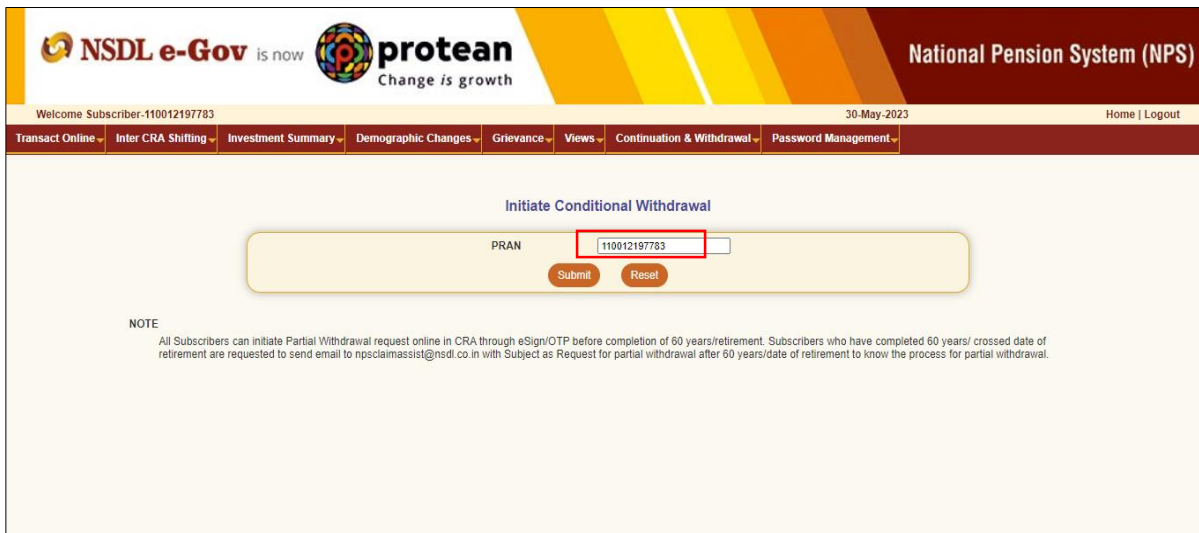 NSDL e-Gov is now protean
Change is growth
National Pension System (NPS)
Welcome Subscriber-110012197783
30-May-2023
Home | Logout
Transact Online Inter CRA Shifting Investment Summary Demographic Changes Grievance Views Continuation & Withdrawal Password Management
Initiate Conditional Withdrawal
PRAN 110012197783
Submit Reset
NOTE
All Subscribers can initiate Partial Withdrawal request online in CRA through eSign/OTP before completion of 60 years/retirement. Subscribers who have completed 60 years/ crossed date of
retirement are requested to send email to npsclaimassist@nsdl.co.in with Subject as Request for partial withdrawal after 60 years/date of retirement to know the process for partial withdrawal.